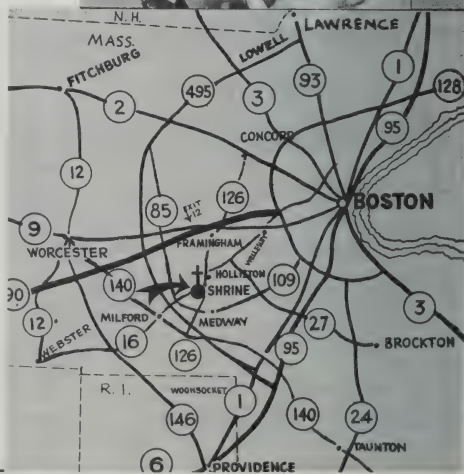 N.H.
LAWRENCE
MASS.
LOWELL
1
FITCHBURG
495
3
93
128
2
95
CONCORD
12
126
85
EXIT
12
BOSTON
9
FRAMINGHAM
WELLESLEY
WORCESTER
HOLLISTON
SHRINE
90
140
109
3
12
MILFORD
MEDWAY
27
WEBSTER
16
126
95
BROCKTON
R.I.
WOONSOCKET
1
140
24
146
TAUNTON
6
PROVIDENCE